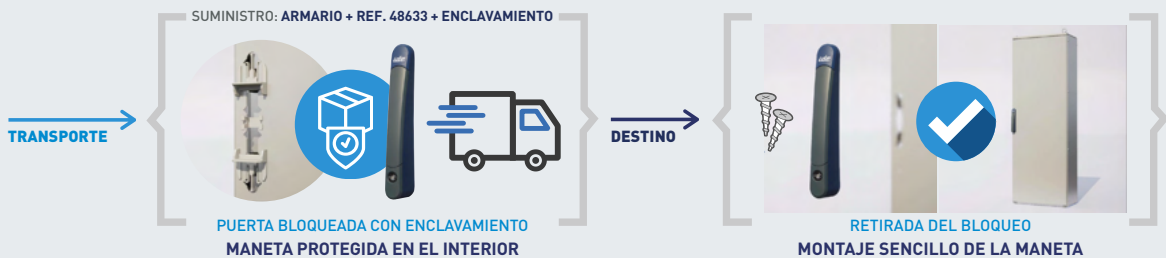 SUMINISTRO: ARMARIO + REF. 48633 + ENCLAVAMIENTO
TRANSPORTE
DESTINO
PUERTA BLOQUEADA CON ENCLAVAMIENTO
MANETA PROTEGIDA EN EL INTERIOR
RETIRADA DEL BLOQUEO
MONTAJE SENCILLO DE LA MANETA